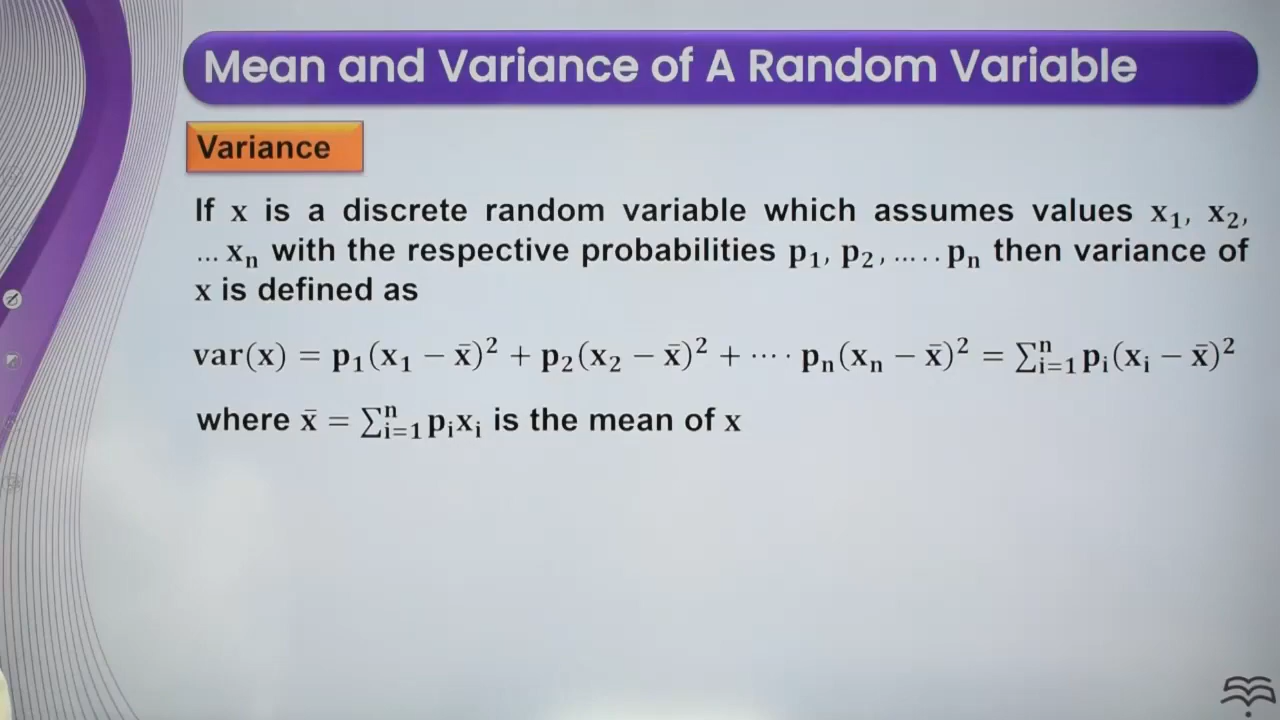 Mean and Variance of A Random Variable
Variance
If x is a discrete random variable which assumes values x₁, x₂,
... xₙ with the respective probabilities p₁, p₂, ..... pₙ then variance of
x is defined as
var(x) = p₁(x₁ − x̄)² + p₂(x₂ − x̄)² + ···· pₙ(xₙ − x̄)² = ∑ⁿᵢ₌₁ pᵢ(xᵢ − x̄)²
where x̄ = ∑ⁿᵢ₌₁ pᵢxᵢ is the mean of x